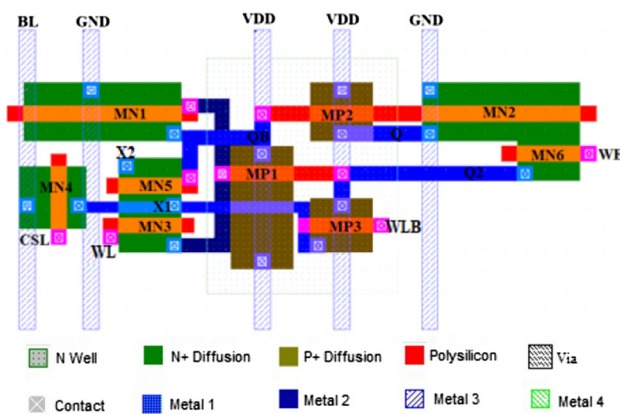 BL GND VDD VDD GND
MN1 MP2 MN2
QB Q
X2 MN6 WE
MN4 MN5 MP1 Q2
X1
CSL WL MN3 MP3 WLB
N Well N+ Diffusion P+ Diffusion Polysilicon Via
Contact Metal 1 Metal 2 Metal 3 Metal 4